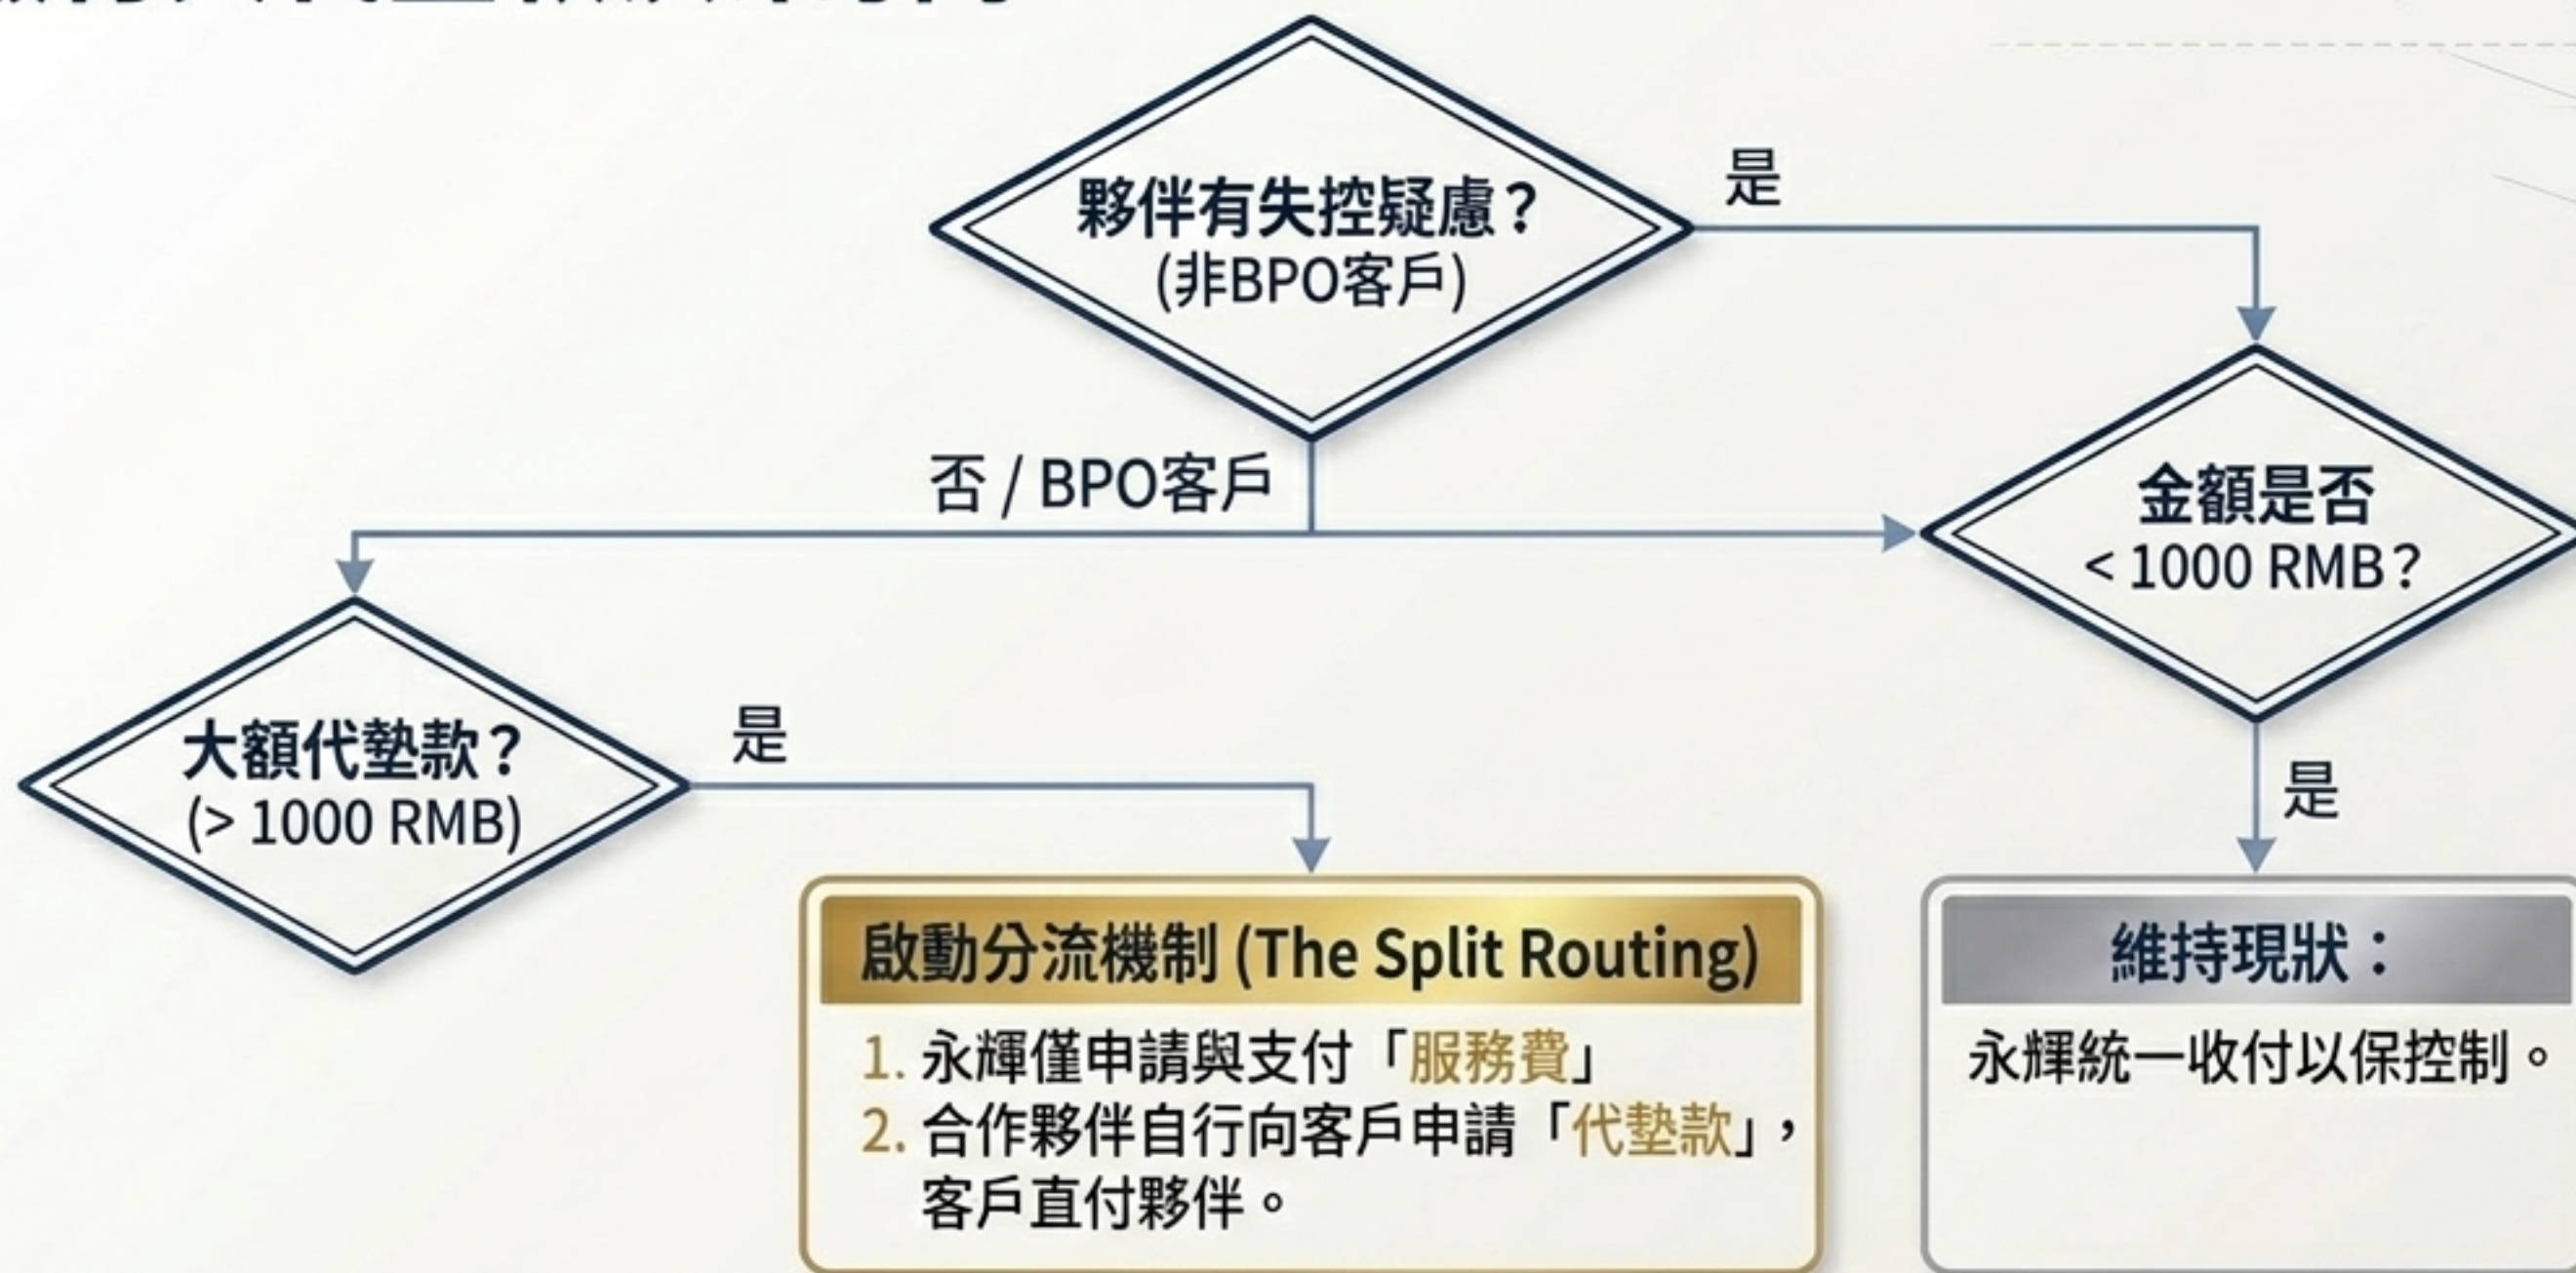 是
夥伴有失控疑慮？
(非BPO客戶)
否 / BPO客戶
金額是否
< 1000 RMB？
大額代墊款？
(> 1000 RMB)
是
是
啟動分流機制 (The Split Routing)
1. 永輝僅申請與支付「服務費」
2. 合作夥伴自行向客戶申請「代墊款」，
客戶直付夥伴。
維持現狀：
永輝統一收付以保控制。